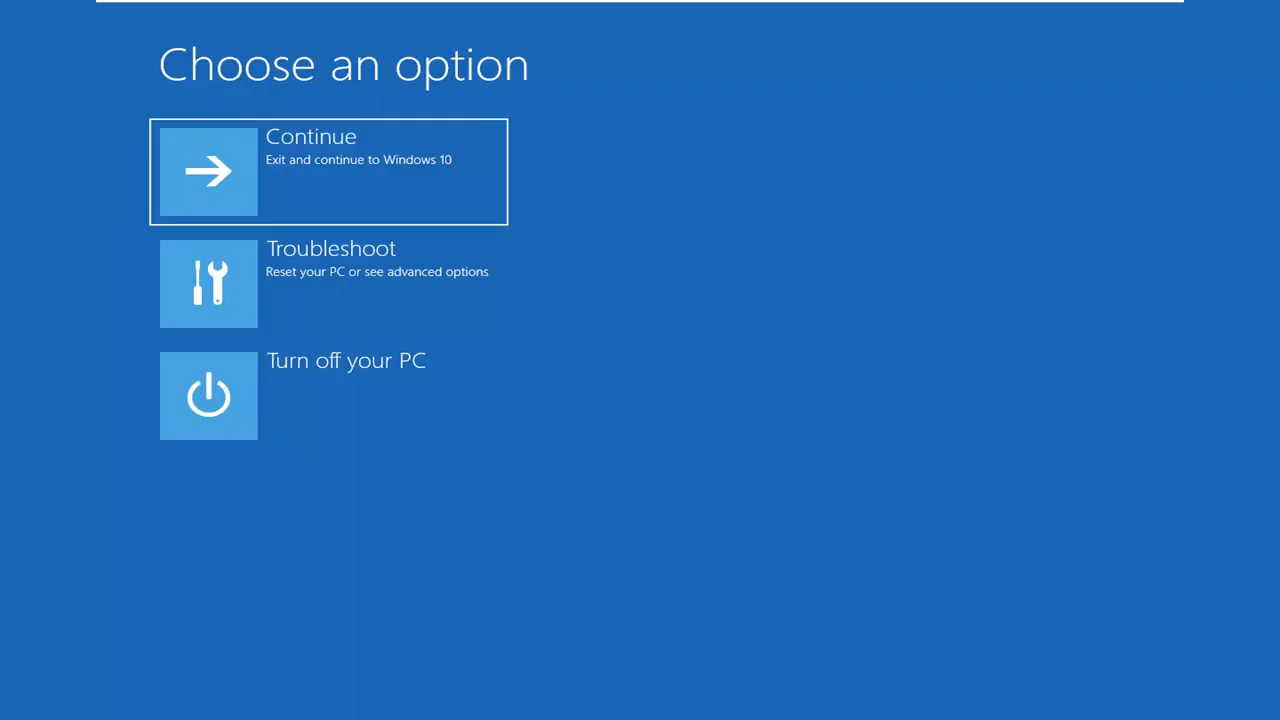 Choose an option
Continue
Exit and continue to Windows 10
Troubleshoot
Reset your PC or see advanced options
Turn off your PC